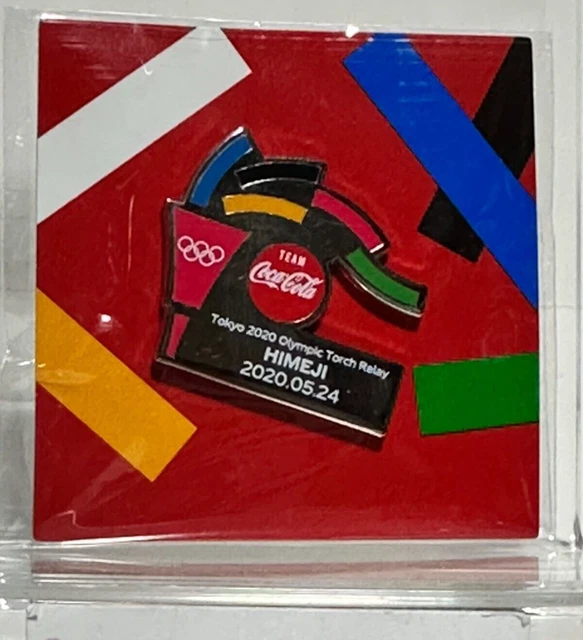 TEAM
Coca-Cola
Tokyo 2020 Olympic Torch Relay
HIMEJI
2020.05.24